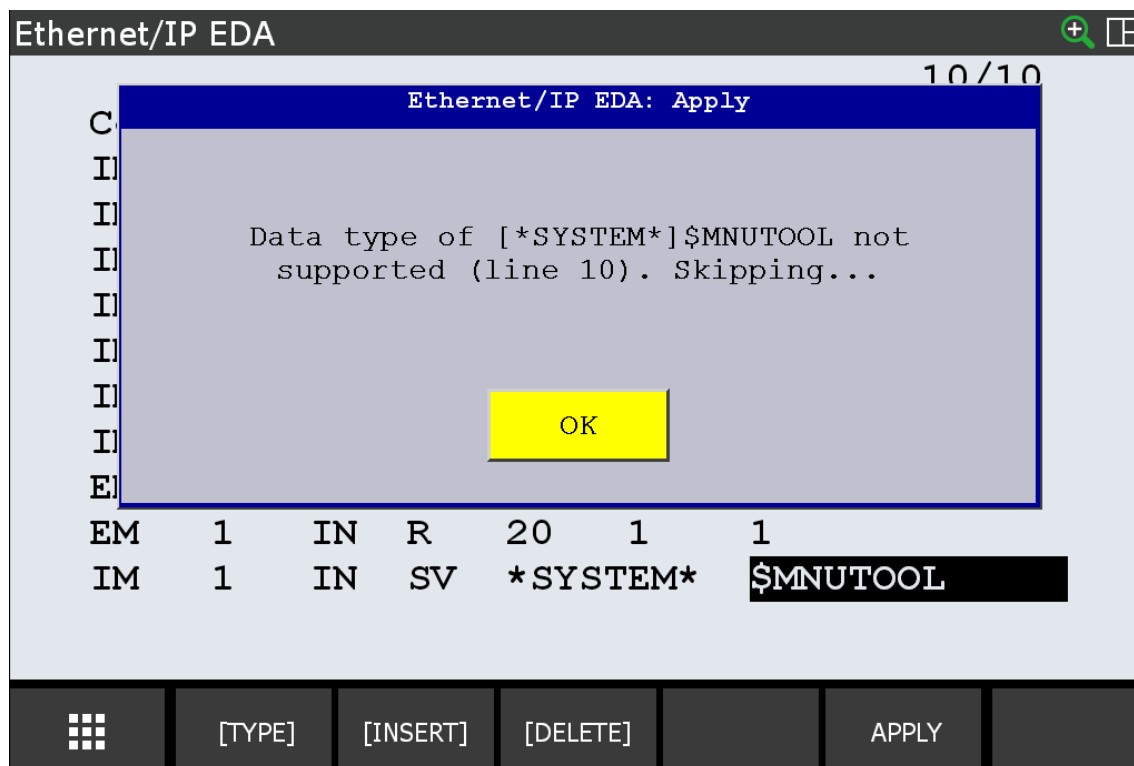 Ethernet/IP EDA
10/10
Ethernet/IP EDA: Apply
Data type of [*SYSTEM*]$MNUTOOL not
supported (line 10). Skipping...
OK
EM 1 IN R 20 1 1
IM 1 IN SV *SYSTEM* $MNUTOOL
[TYPE] [INSERT] [DELETE] APPLY